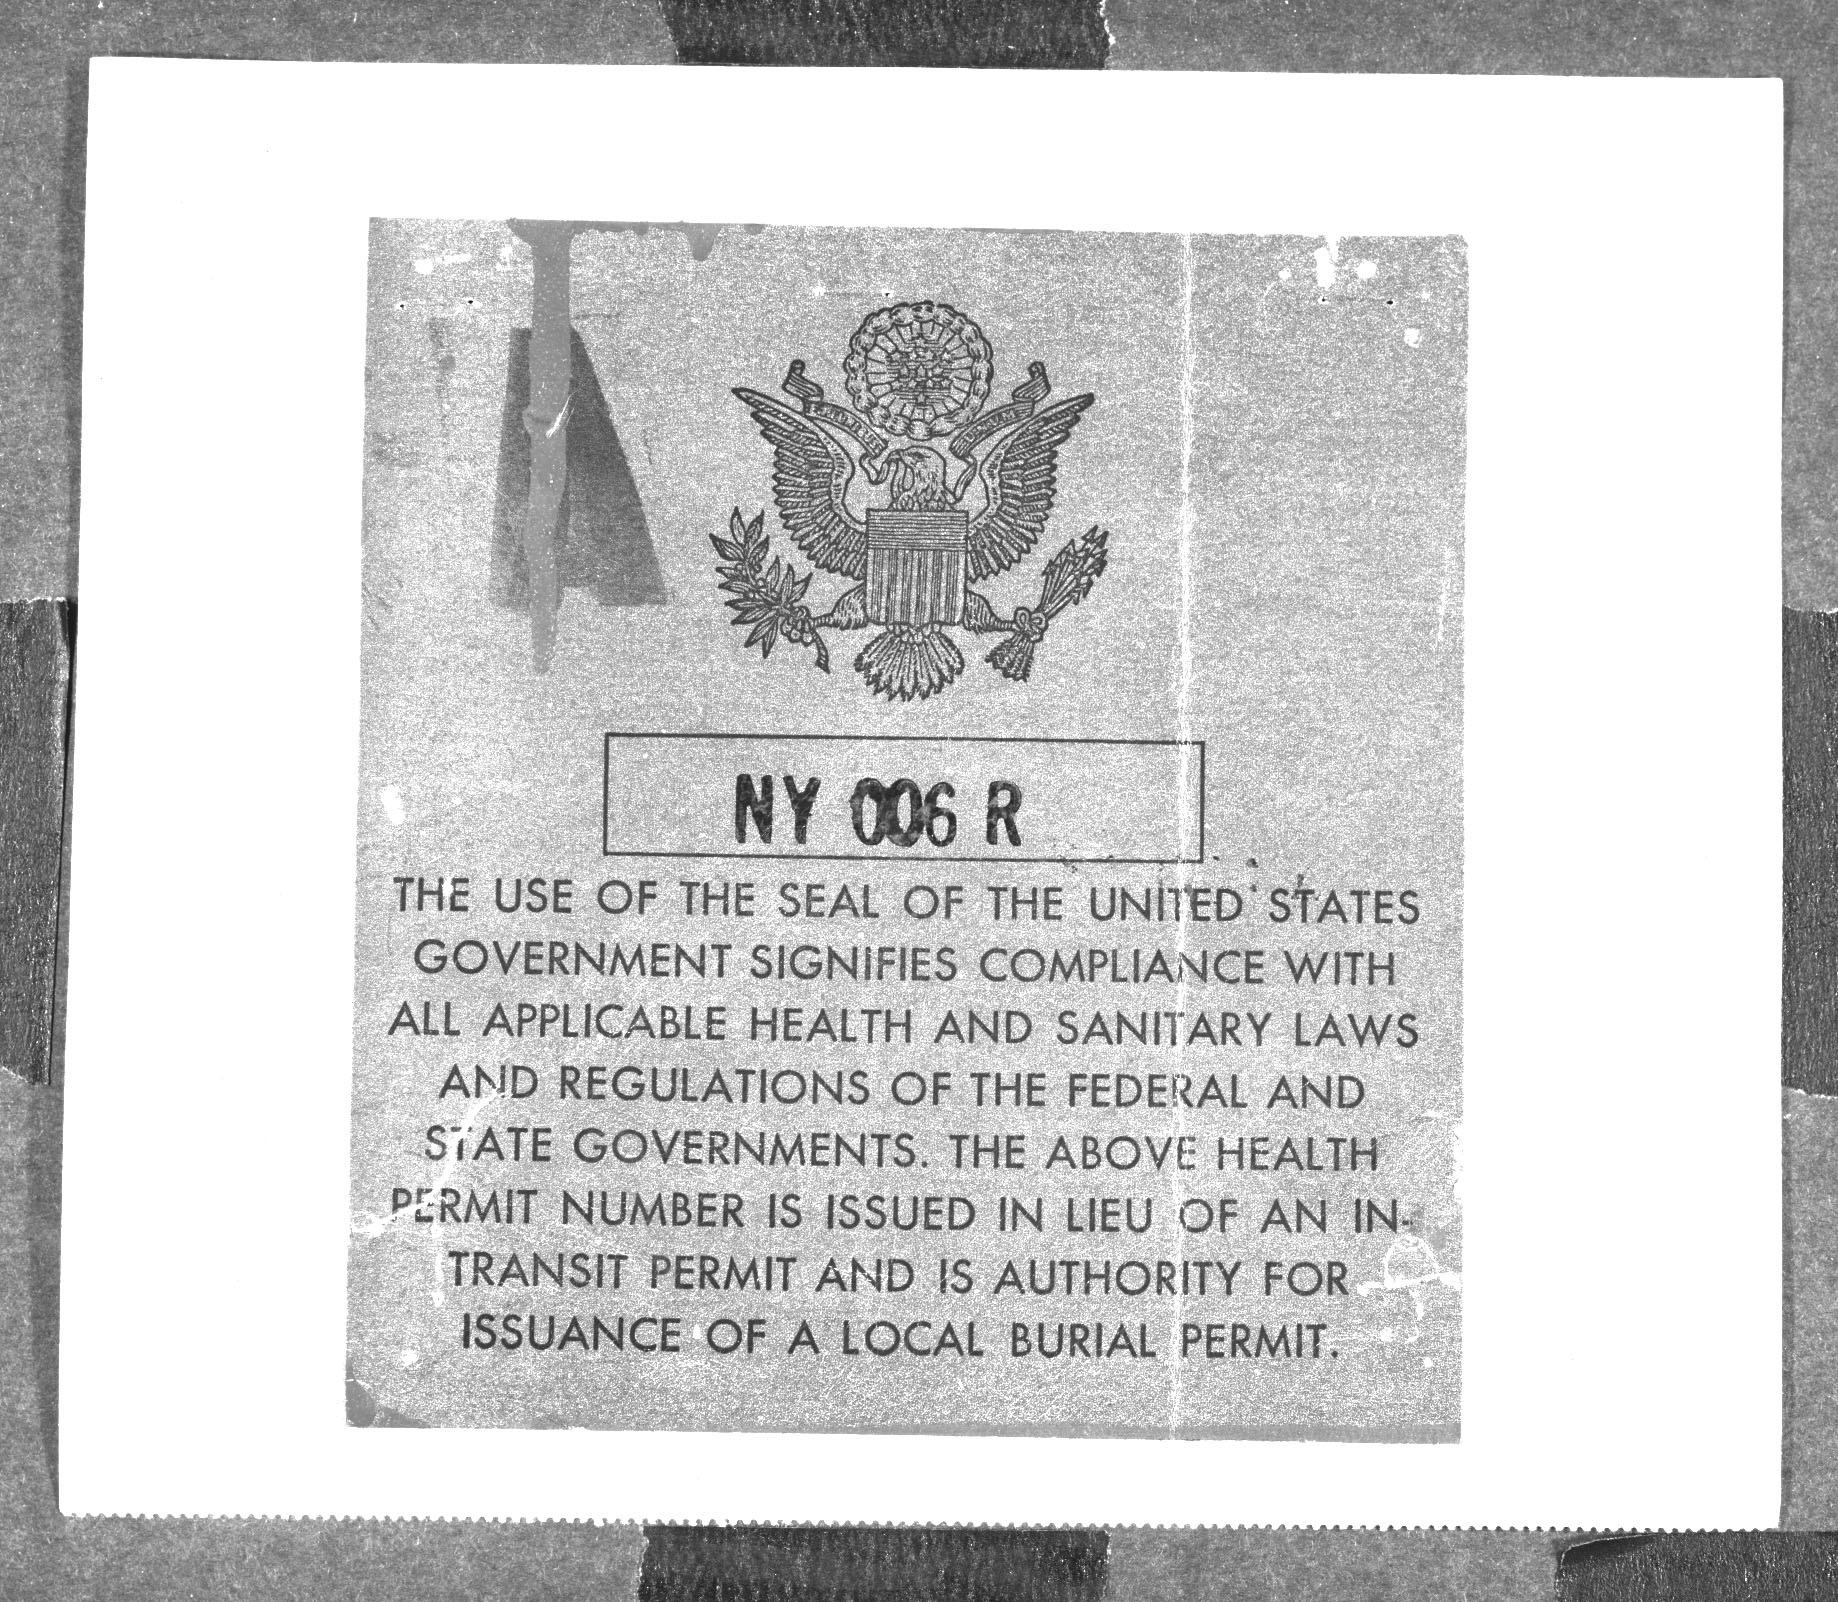 NY 006 R
THE USE OF THE SEAL OF THE UNITED STATES
GOVERNMENT SIGNIFIES COMPLIANCE WITH
ALL APPLICABLE HEALTH AND SANITARY LAWS
AND REGULATIONS OF THE FEDERAL AND
STATE GOVERNMENTS. THE ABOVE HEALTH
PERMIT NUMBER IS ISSUED IN LIEU OF AN IN-
TRANSIT PERMIT AND IS AUTHORITY FOR
ISSUANCE OF A LOCAL BURIAL PERMIT.